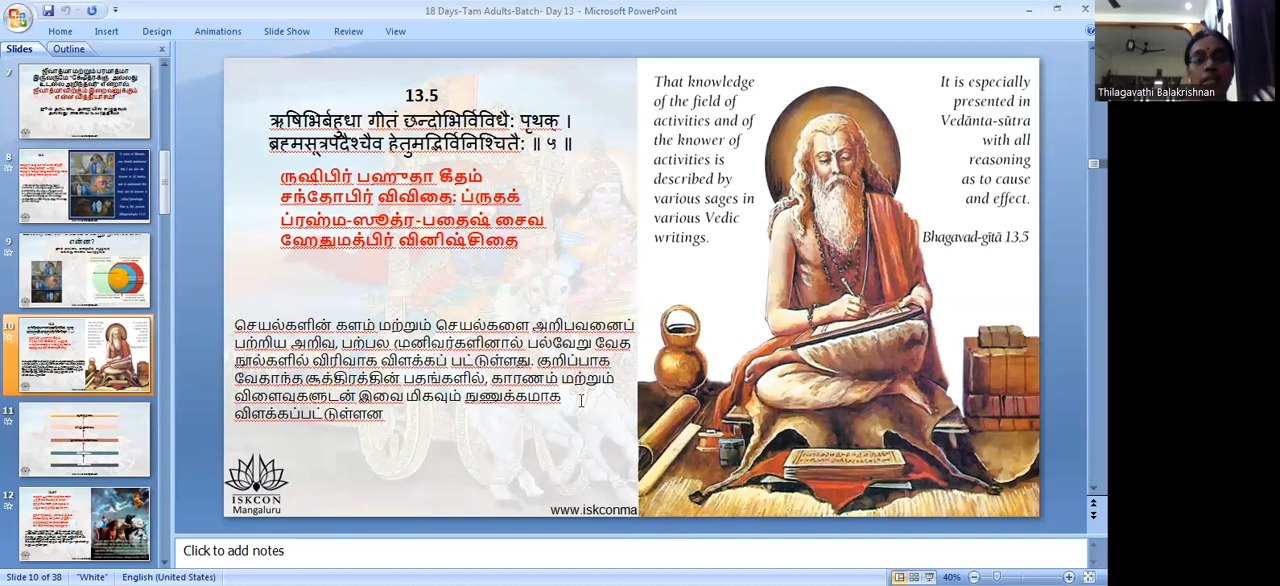 18 Days-Tam Adults-Batch- Day 13 - Microsoft PowerPoint
Home Insert Design Animations Slide Show Review View
Slides Outline
Thilagavathi Balakrishnan
7
8
9
10
11
12
13.5
ऋषिभिर्बहुधा गीतं छन्दोभिर्विविधै: पृथक् ।
ब्रह्मसूत्रपदैश्चैव हेतुमद्भिर्विनिश्चितै: ॥ ५ ॥
ருஷிபிர் பஹுதா கீதம்
சந்தோபிர் விவிதை: ப்ருதக்
ப்ரஹ்ம-ஸூத்ர-பதைஷ் சைவ
ஹேதுமத்பிர் வினிஷ்சிதை
செயல்களின் களம் மற்றும் செயல்களை அறிபவனைப்
பற்றிய அறிவு, பற்பல முனிவர்களினால் பல்வேறு வேத
நூல்களில் விரிவாக விளக்கப் பட்டுள்ளது. குறிப்பாக
வேதாந்த சூத்திரத்தின் பதங்களில், காரணம் மற்றும்
விளைவுகளுடன் இவை மிகவும் நுணுக்கமாக
விளக்கப்பட்டுள்ளன
ISKCON
Mangaluru
www.iskconma
That knowledge
of the field of
activities and of
the knower of
activities is
described by
various sages in
various Vedic
writings.
It is especially
presented in
Vedānta-sūtra
with all
reasoning
as to cause
and effect.
Bhagavad-gītā 13.5
Click to add notes
Slide 10 of 38 "White" English (United States) 40%